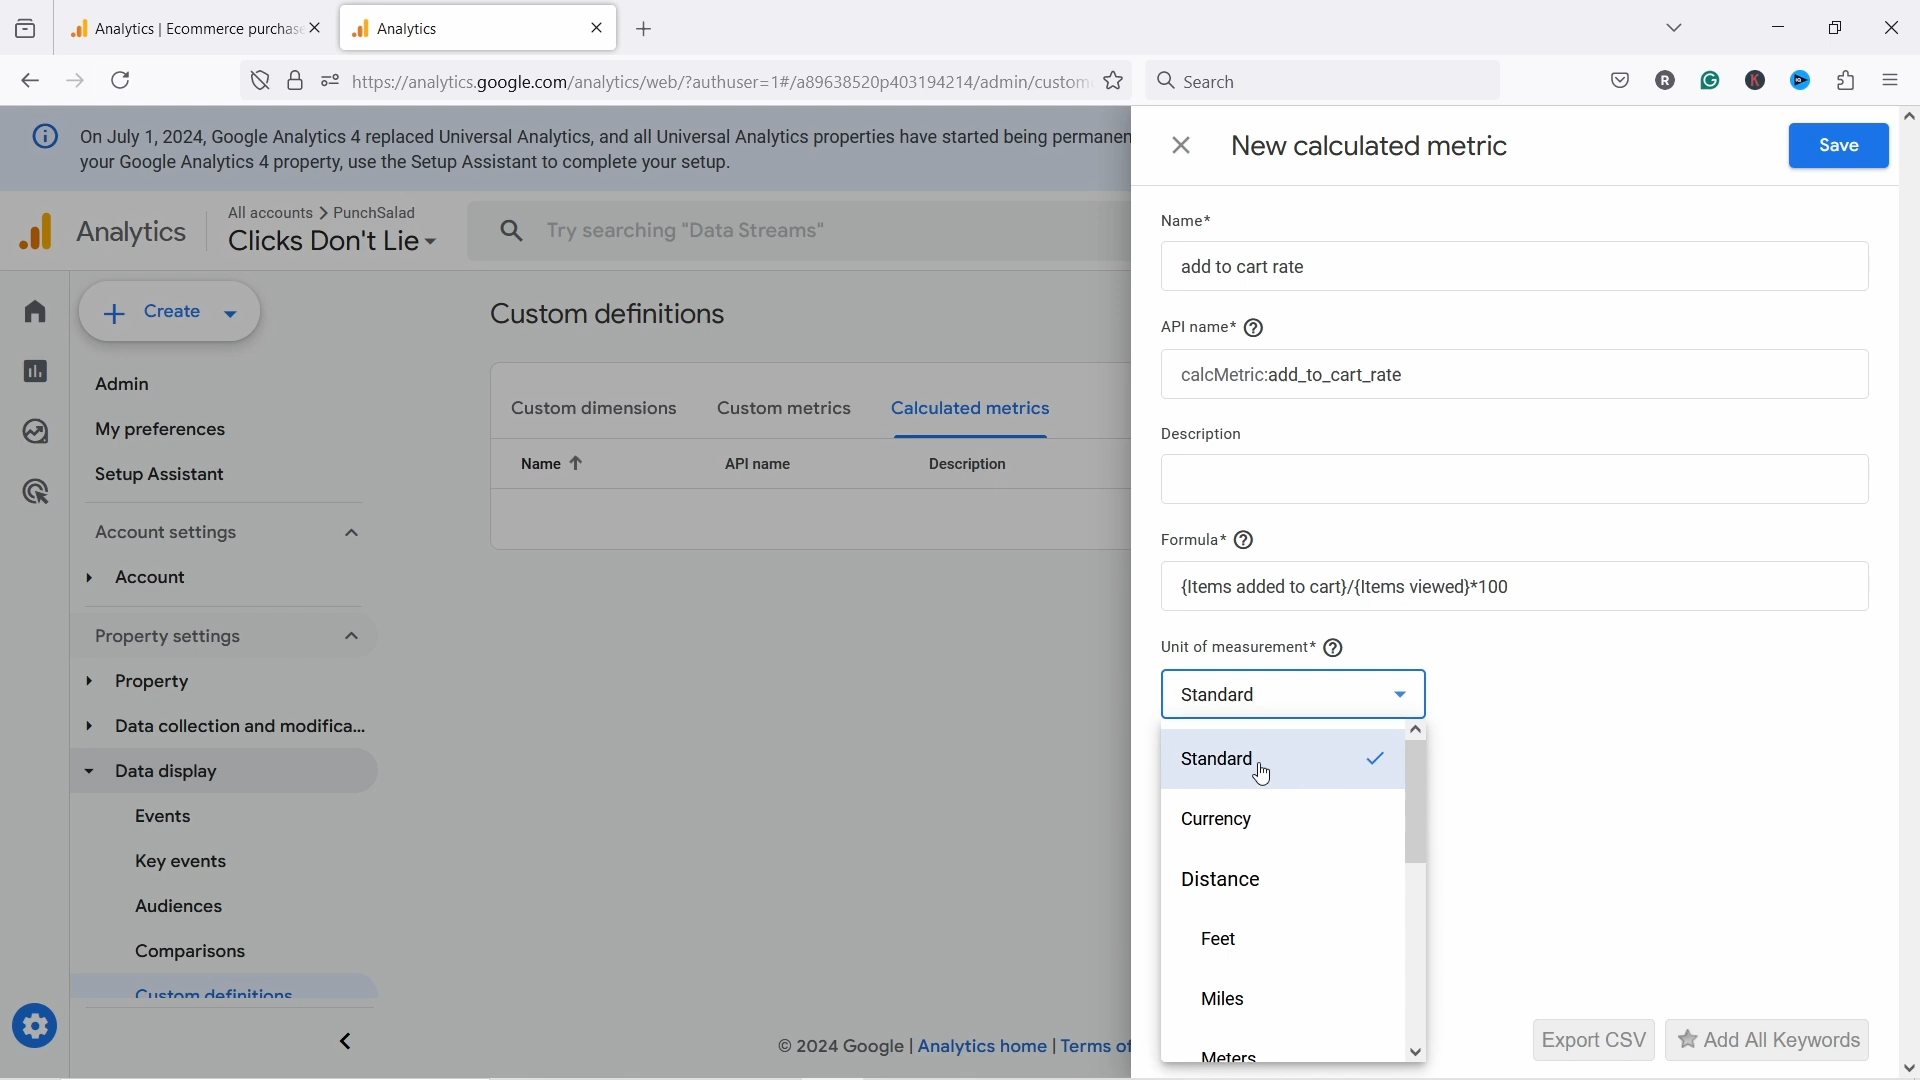 Analytics | Ecommerce purchas
Analytics
https://analytics.google.com/analytics/web/?authuser=1#/a89638520p403194214/admin/custom
Search
On July 1, 2024, Google Analytics 4 replaced Universal Analytics, and all Universal Analytics properties have started being permanen
your Google Analytics 4 property, use the Setup Assistant to complete your setup.
Analytics
All accounts > PunchSalad
Clicks Don't Lie
Try searching "Data Streams"
Create
Admin
My preferences
Setup Assistant
Account settings
Account
Property settings
Property
Data collection and modifica...
Data display
Events
Key events
Audiences
Comparisons
Custom definitions
Custom definitions
Custom dimensions
Custom metrics
Calculated metrics
Name
API name
Description
© 2024 Google | Analytics home | Terms of
New calculated metric
Save
Name*
add to cart rate
API name*
calcMetric:add_to_cart_rate
Description
Formula*
{Items added to cart}/{Items viewed}*100
Unit of measurement*
Standard
Standard
Currency
Distance
Feet
Miles
Meters
Export CSV
Add All Keywords